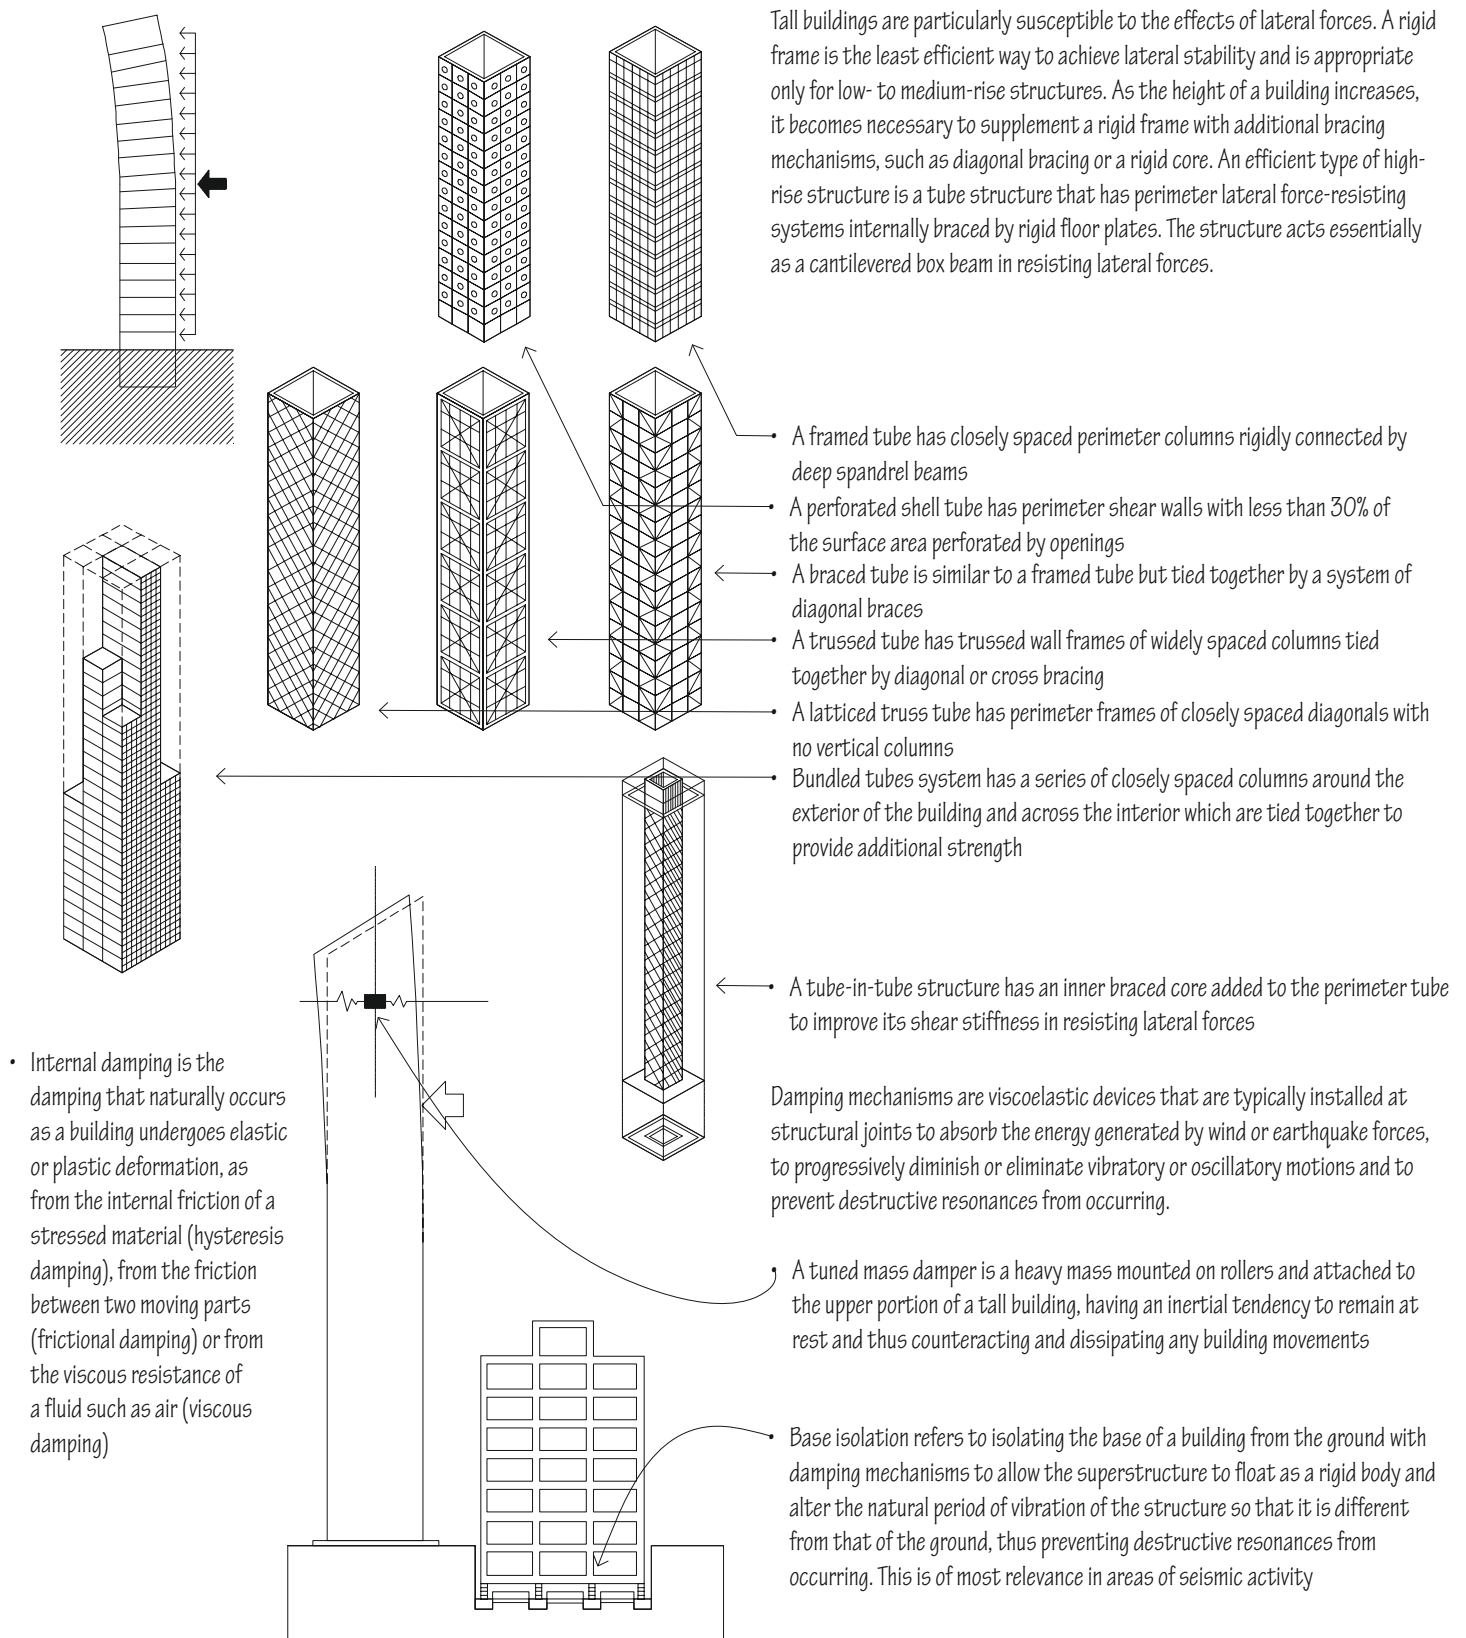 Tall buildings are particularly susceptible to the effects of lateral forces. A rigid
frame is the least efficient way to achieve lateral stability and is appropriate
only for low- to medium-rise structures. As the height of a building increases,
it becomes necessary to supplement a rigid frame with additional bracing
mechanisms, such as diagonal bracing or a rigid core. An efficient type of high-
rise structure is a tube structure that has perimeter lateral force-resisting
systems internally braced by rigid floor plates. The structure acts essentially
as a cantilevered box beam in resisting lateral forces.
• A framed tube has closely spaced perimeter columns rigidly connected by
deep spandrel beams
• A perforated shell tube has perimeter shear walls with less than 30% of
the surface area perforated by openings
• A braced tube is similar to a framed tube but tied together by a system of
diagonal braces
• A trussed tube has trussed wall frames of widely spaced columns tied
together by diagonal or cross bracing
• A latticed truss tube has perimeter frames of closely spaced diagonals with
no vertical columns
• Bundled tubes system has a series of closely spaced columns around the
exterior of the building and across the interior which are tied together to
provide additional strength
• A tube-in-tube structure has an inner braced core added to the perimeter tube
to improve its shear stiffness in resisting lateral forces
• Internal damping is the
damping that naturally occurs
as a building undergoes elastic
or plastic deformation, as
from the internal friction of a
stressed material (hysteresis
damping), from the friction
between two moving parts
(frictional damping) or from
the viscous resistance of
a fluid such as air (viscous
damping)
Damping mechanisms are viscoelastic devices that are typically installed at
structural joints to absorb the energy generated by wind or earthquake forces,
to progressively diminish or eliminate vibratory or oscillatory motions and to
prevent destructive resonances from occurring.
• A tuned mass damper is a heavy mass mounted on rollers and attached to
the upper portion of a tall building, having an inertial tendency to remain at
rest and thus counteracting and dissipating any building movements
• Base isolation refers to isolating the base of a building from the ground with
damping mechanisms to allow the superstructure to float as a rigid body and
alter the natural period of vibration of the structure so that it is different
from that of the ground, thus preventing destructive resonances from
occurring. This is of most relevance in areas of seismic activity